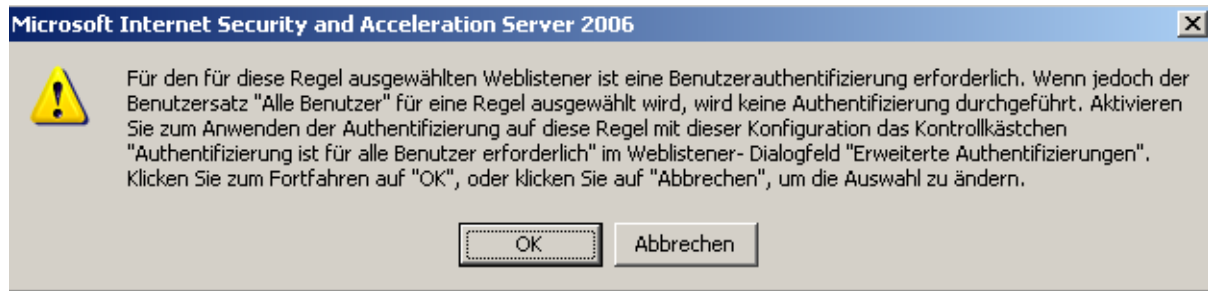 Microsoft Internet Security and Acceleration Server 2006
Für den für diese Regel ausgewählten Weblistener ist eine Benutzerauthentifizierung erforderlich. Wenn jedoch der
Benutzersatz "Alle Benutzer" für eine Regel ausgewählt wird, wird keine Authentifizierung durchgeführt. Aktivieren
Sie zum Anwenden der Authentifizierung auf diese Regel mit dieser Konfiguration das Kontrollkästchen
"Authentifizierung ist für alle Benutzer erforderlich" im Weblistener- Dialogfeld "Erweiterte Authentifizierungen".
Klicken Sie zum Fortfahren auf "OK", oder klicken Sie auf "Abbrechen", um die Auswahl zu ändern.
OK Abbrechen